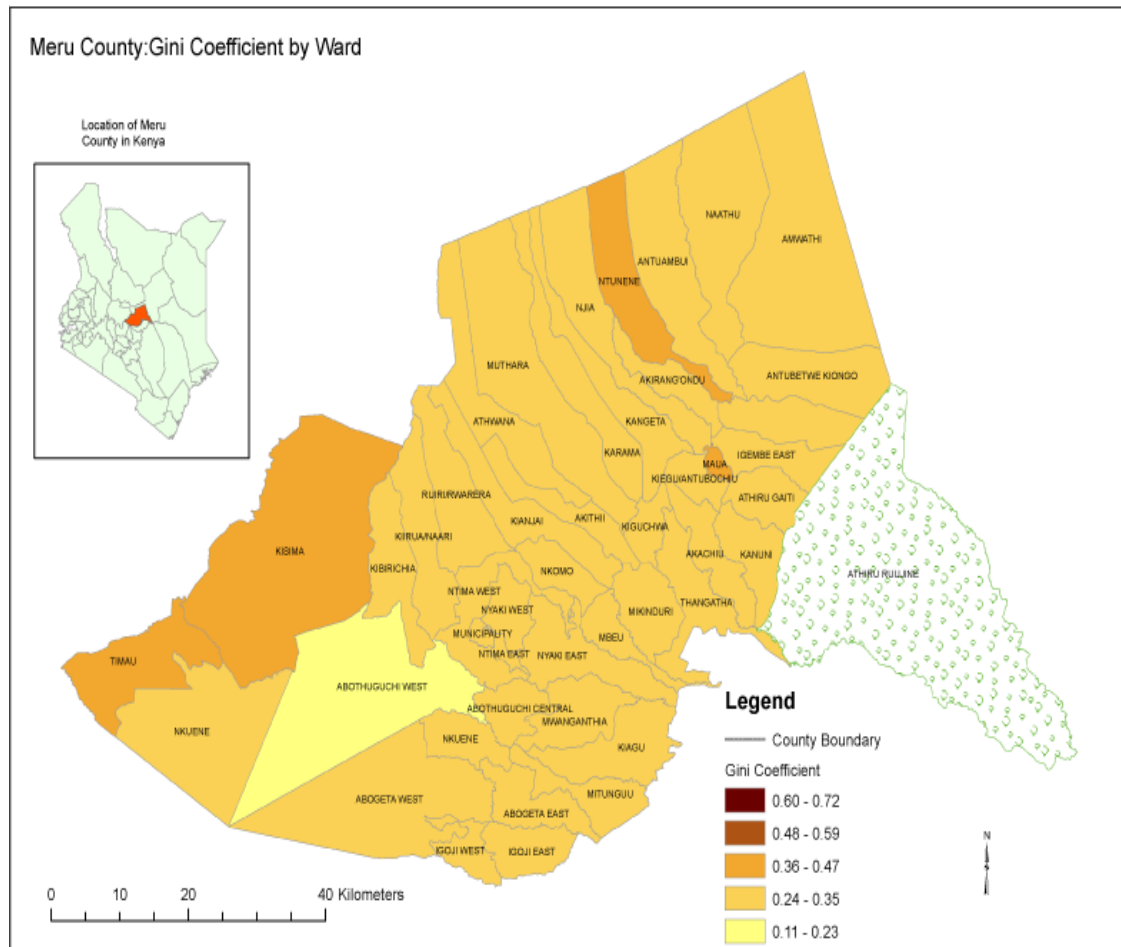 Meru County:Gini Coefficient by Ward
Location of Meru
County in Kenya
NAATHU
AMWATHI
ANTUAMBUI
NTUNENE
NJIA
MUTHARA
AKIRANG'ONDU
ANTUBETWE KIONGO
ATHWANA
KANGETA
KARAMA
IGEMBE EAST
MAUA
KIEGU/ANTUBOCHIU
RUIRI/RWARERA
ATHIRU GAITI
KISIMA
KIANJAI
AKITHII
KIGUCHWA
KIIRUA/NAARI
AKACHIU
KANUNI
KIBIRICHIA
NKOMO
ATHIRU RUUJINE
NTIMA WEST
NYAKI WEST
MIKINDURI
THANGATHA
MUNICIPALITY
MBEU
NTIMA EAST
NYAKI EAST
TIMAU
ABOTHUGUCHI WEST
ABOTHUGUCHI CENTRAL
MWANGANTHIA
NKUENE
NKUENE
KIAGU
ABOGETA WEST
MITUNGUU
ABOGETA EAST
IGOJI WEST
IGOJI EAST
Legend
County Boundary
Gini Coefficient
0.60 - 0.72
0.48 - 0.59
0.36 - 0.47
0.24 - 0.35
0.11 - 0.23
N
0 10 20 40 Kilometers